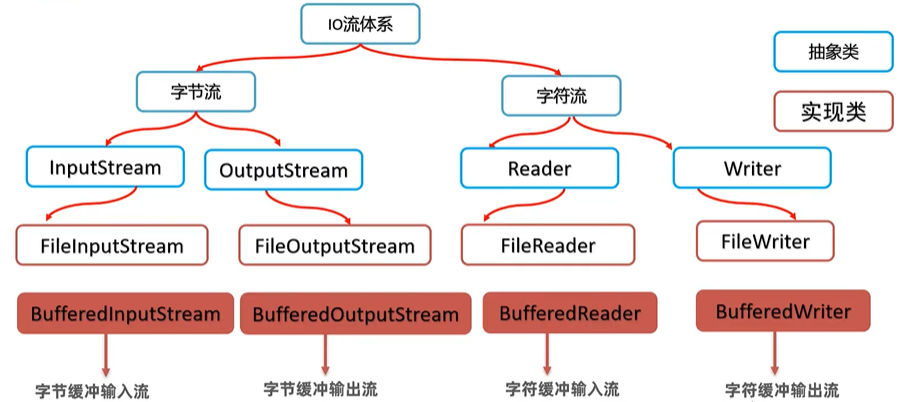 IO流体系
抽象类
字节流
字符流
实现类
InputStream
OutputStream
Reader
Writer
FileInputStream
FileOutputStream
FileReader
FileWriter
BufferedInputStream
BufferedOutputStream
BufferedReader
BufferedWriter
字节缓冲输入流
字节缓冲输出流
字符缓冲输入流
字符缓冲输出流